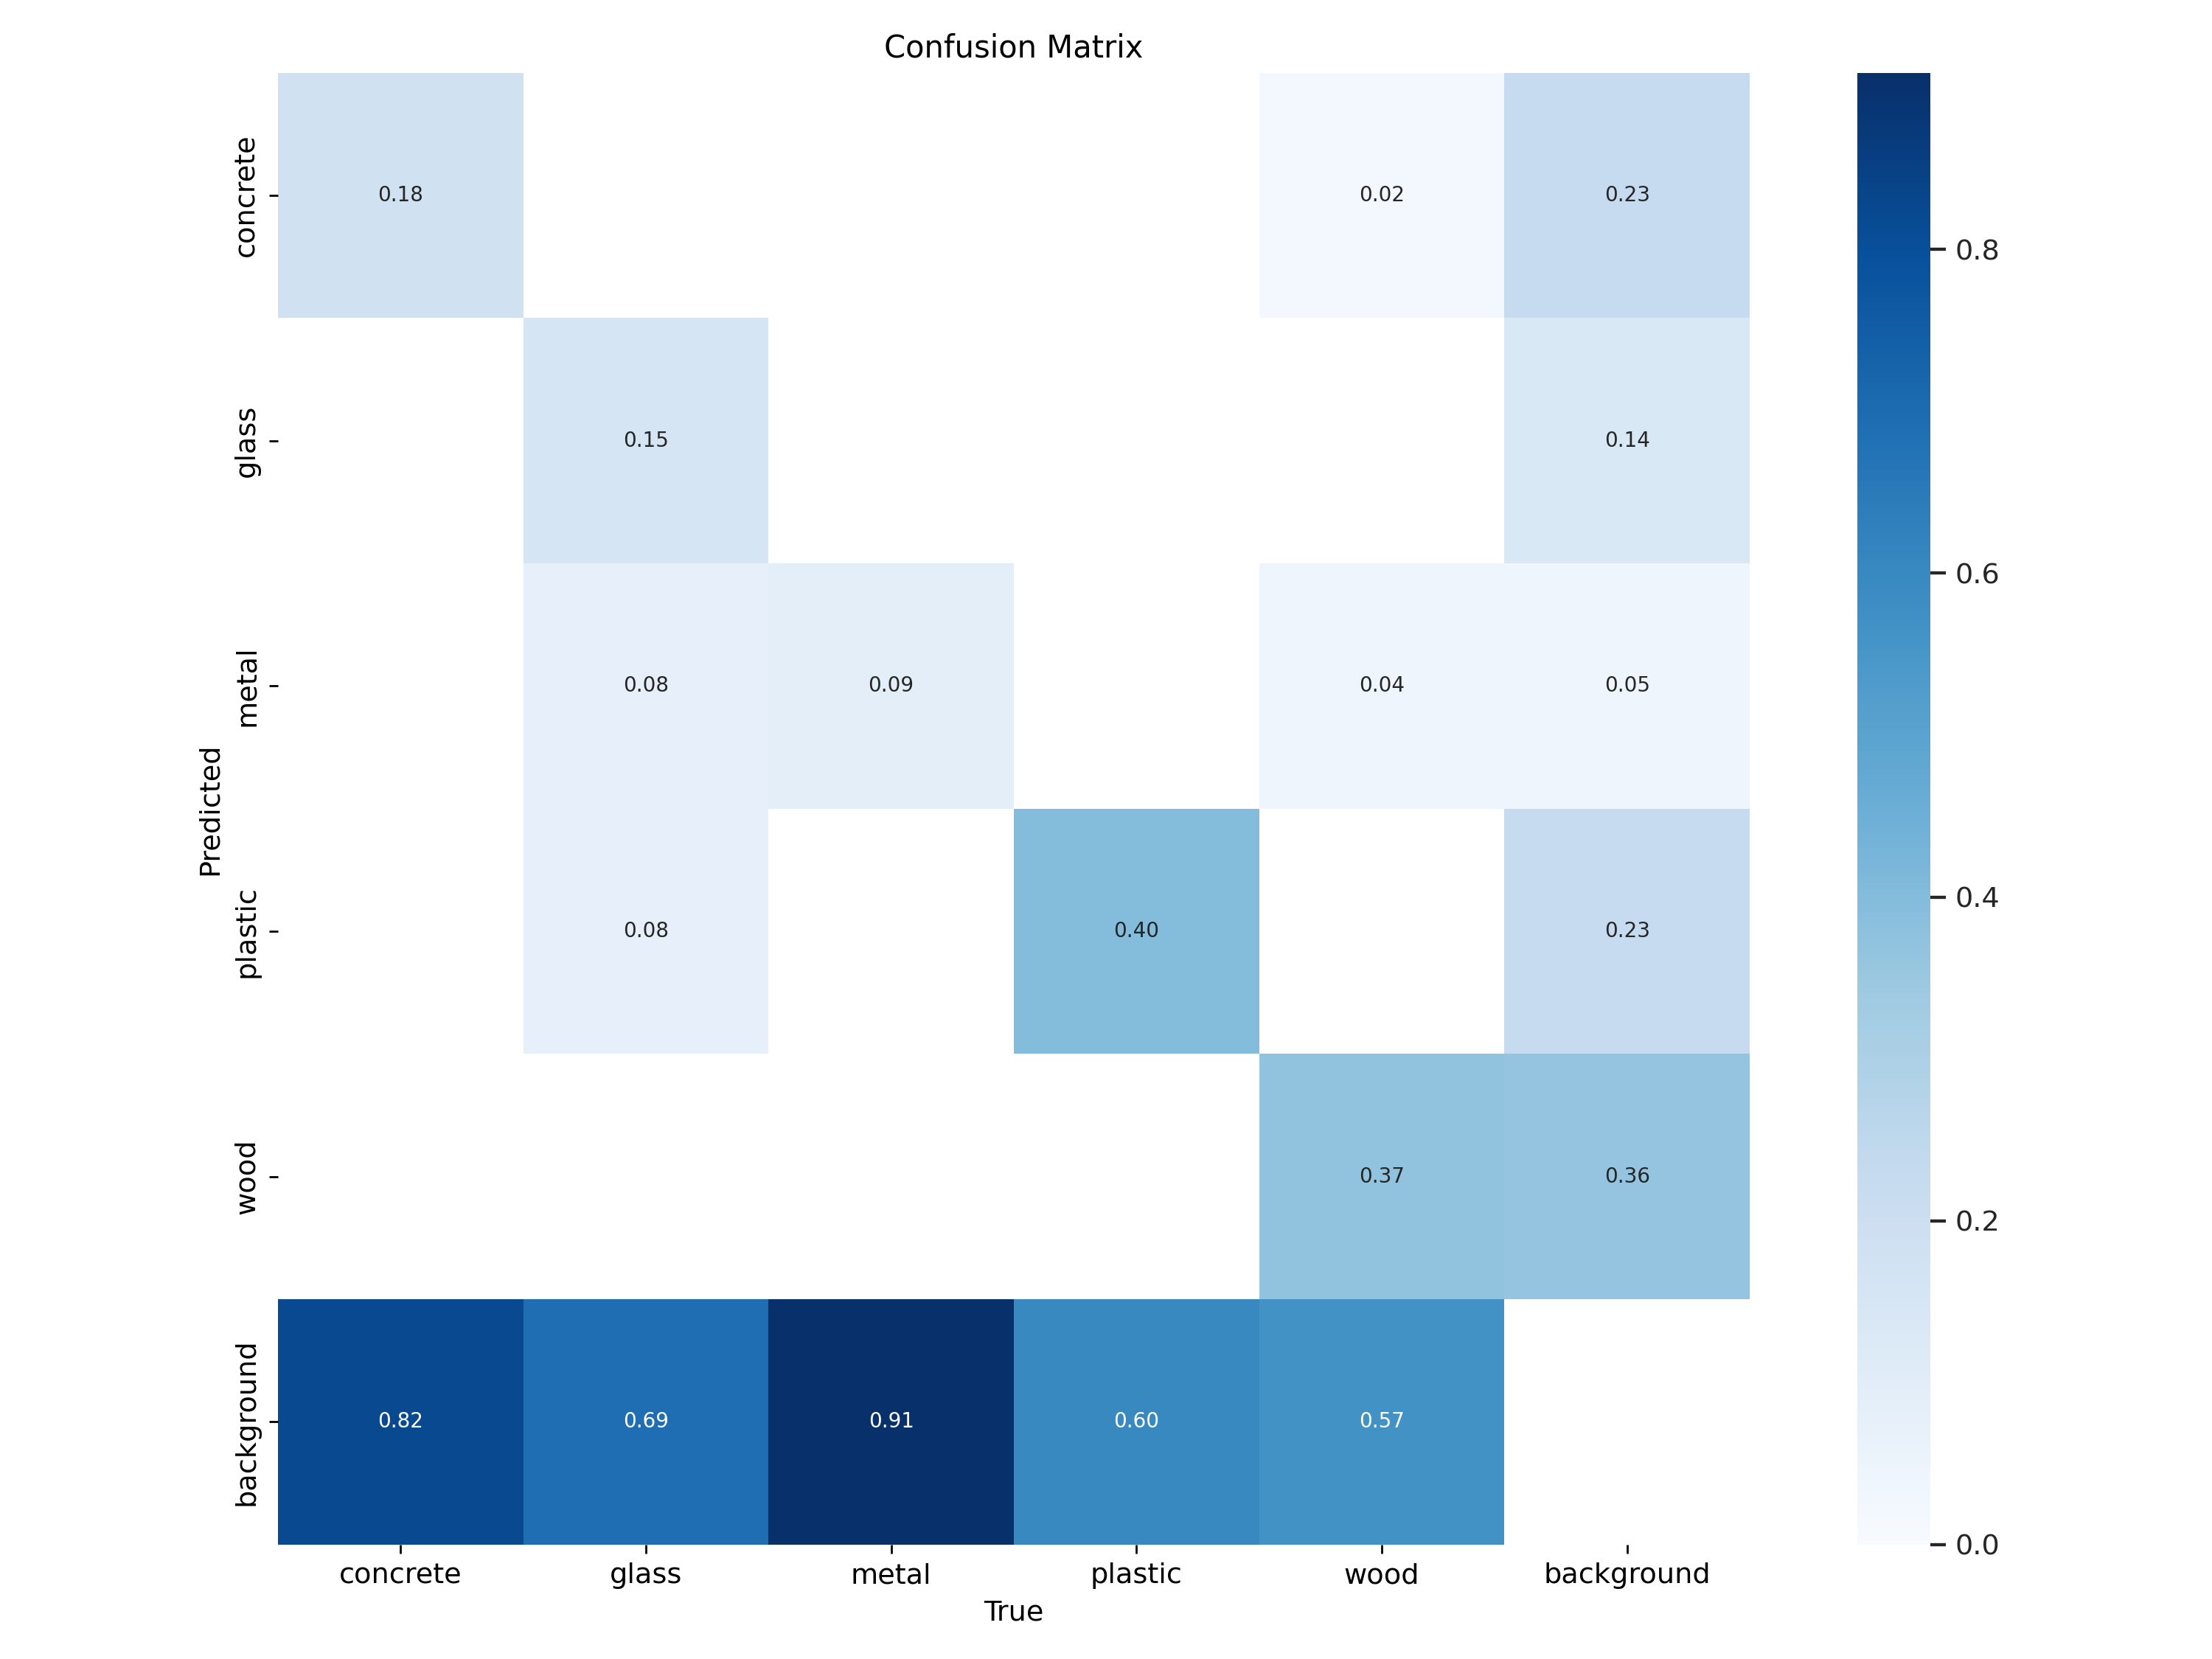 Confusion Matrix
concrete
0.18
0.02
0.23
glass
0.15
0.14
metal
0.08
0.09
0.04
0.05
plastic
0.08
0.40
0.23
wood
0.37
0.36
background
0.82
0.69
0.91
0.60
0.57
Predicted
concrete
glass
metal
plastic
wood
background
True
0.8
0.6
0.4
0.2
0.0